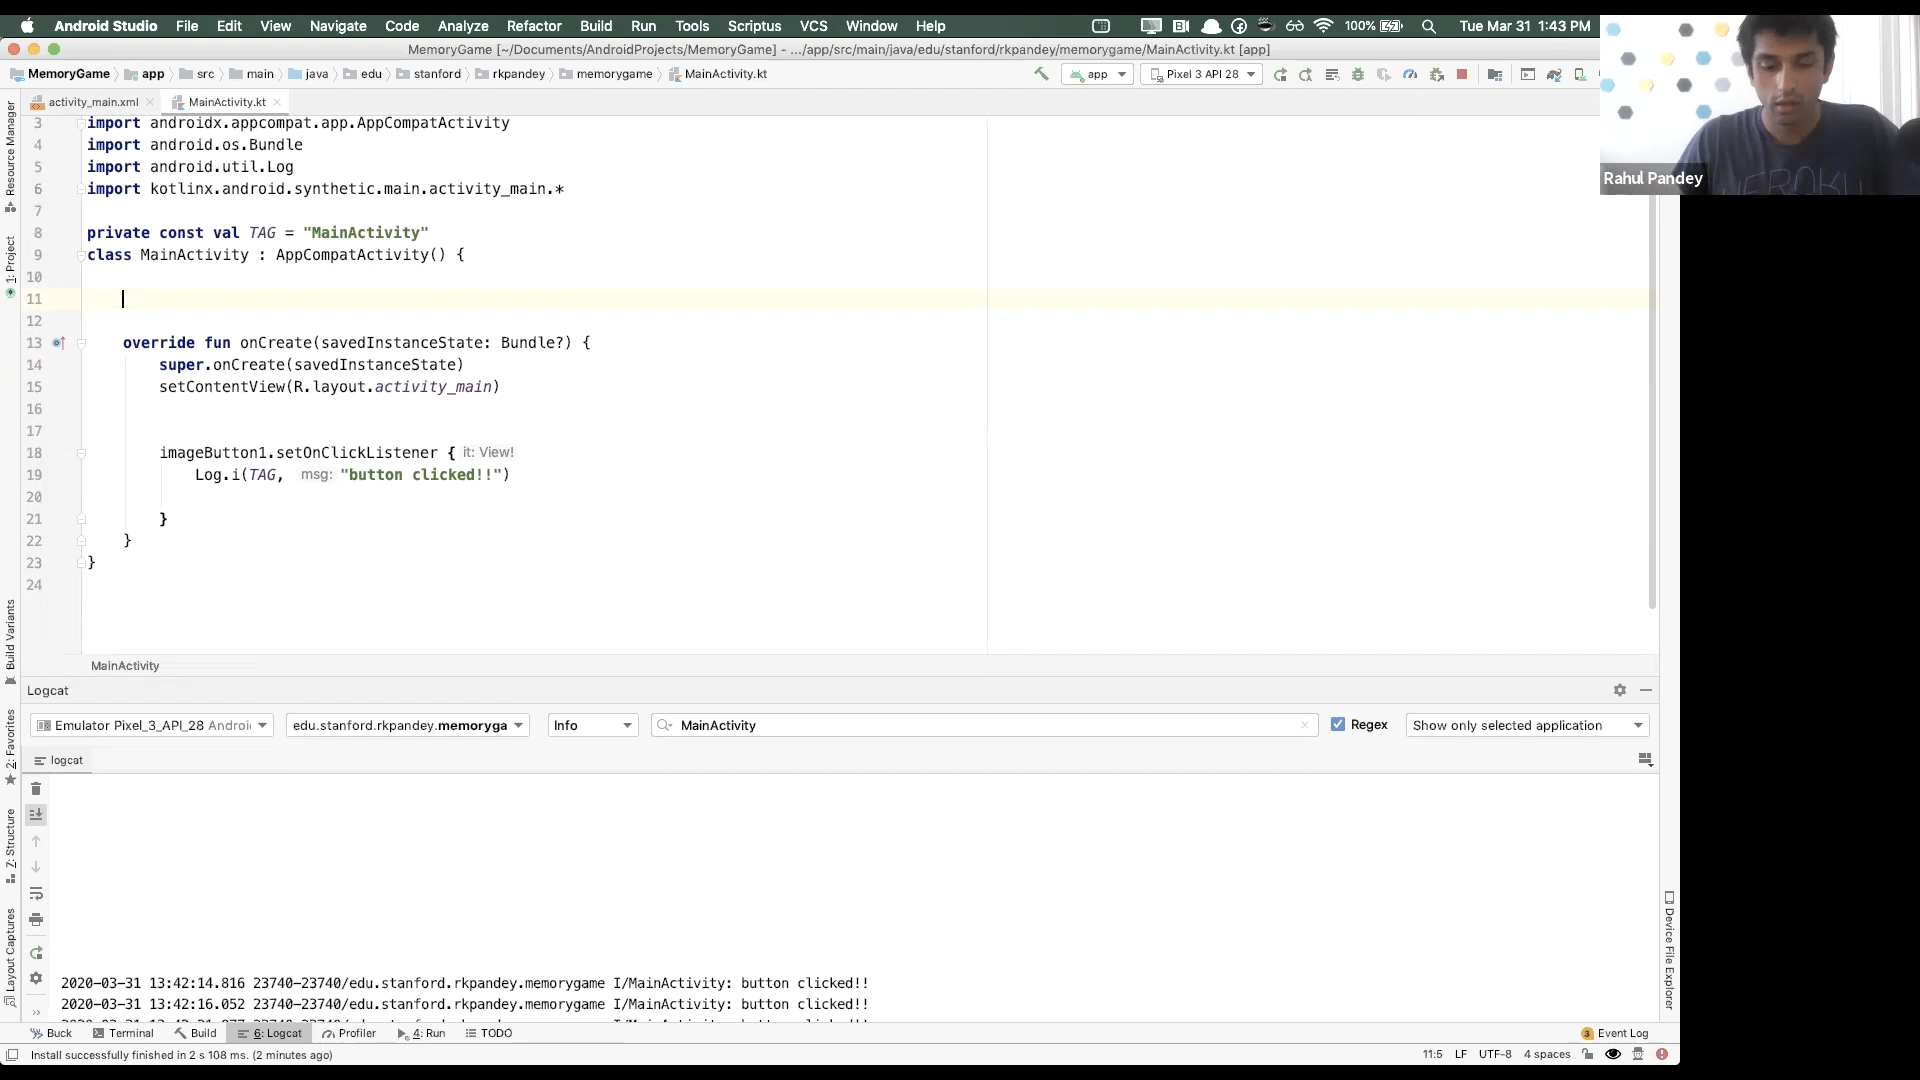 Android Studio File Edit View Navigate Code Analyze Refactor Build Run Tools Scriptus VCS Window Help 100% Tue Mar 31 1:43 PM
MemoryGame [~/Documents/AndroidProjects/MemoryGame] - .../app/src/main/java/edu/stanford/rkpandey/memorygame/MainActivity.kt [app]
MemoryGame app src main java edu stanford rkpandey memorygame MainActivity.kt app Pixel 3 API 28
activity_main.xml MainActivity.kt
Rahul Pandey
Resource Manager
1: Project
Build Variants
2: Favorites
Z: Structure
Layout Captures
3 import androidx.appcompat.app.AppCompatActivity
4 import android.os.Bundle
5 import android.util.Log
6 import kotlinx.android.synthetic.main.activity_main.*
7
8 private const val TAG = "MainActivity"
9 class MainActivity : AppCompatActivity() {
10
11
12
13 override fun onCreate(savedInstanceState: Bundle?) {
14 super.onCreate(savedInstanceState)
15 setContentView(R.layout.activity_main)
16
17
18 imageButton1.setOnClickListener { it: View!
19 Log.i(TAG, msg: "button clicked!!")
20
21 }
22 }
23 }
24
MainActivity
Logcat
Emulator Pixel_3_API_28 Androi edu.stanford.rkpandey.memoryga Info MainActivity Regex Show only selected application
logcat
2020-03-31 13:42:14.816 23740-23740/edu.stanford.rkpandey.memorygame I/MainActivity: button clicked!!
2020-03-31 13:42:16.052 23740-23740/edu.stanford.rkpandey.memorygame I/MainActivity: button clicked!!
Device File Explorer
Buck Terminal Build 6: Logcat Profiler 4: Run TODO 3 Event Log
Install successfully finished in 2 s 108 ms. (2 minutes ago) 11:5 LF UTF-8 4 spaces